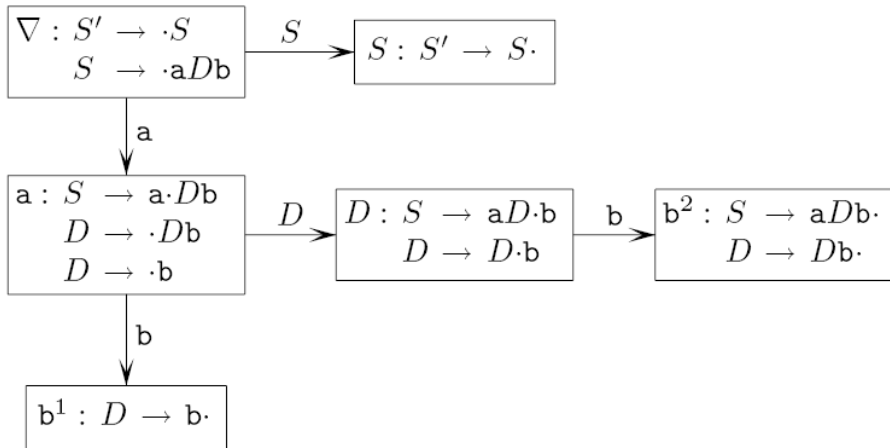 ∇ : S′ → ·S
S → ·aDb
S
S : S′ → S·
a
a : S → a·Db
D → ·Db
D → ·b
D
D : S → aD·b
D → D·b
b
b² : S → aDb·
D → Db·
b
b¹ : D → b·